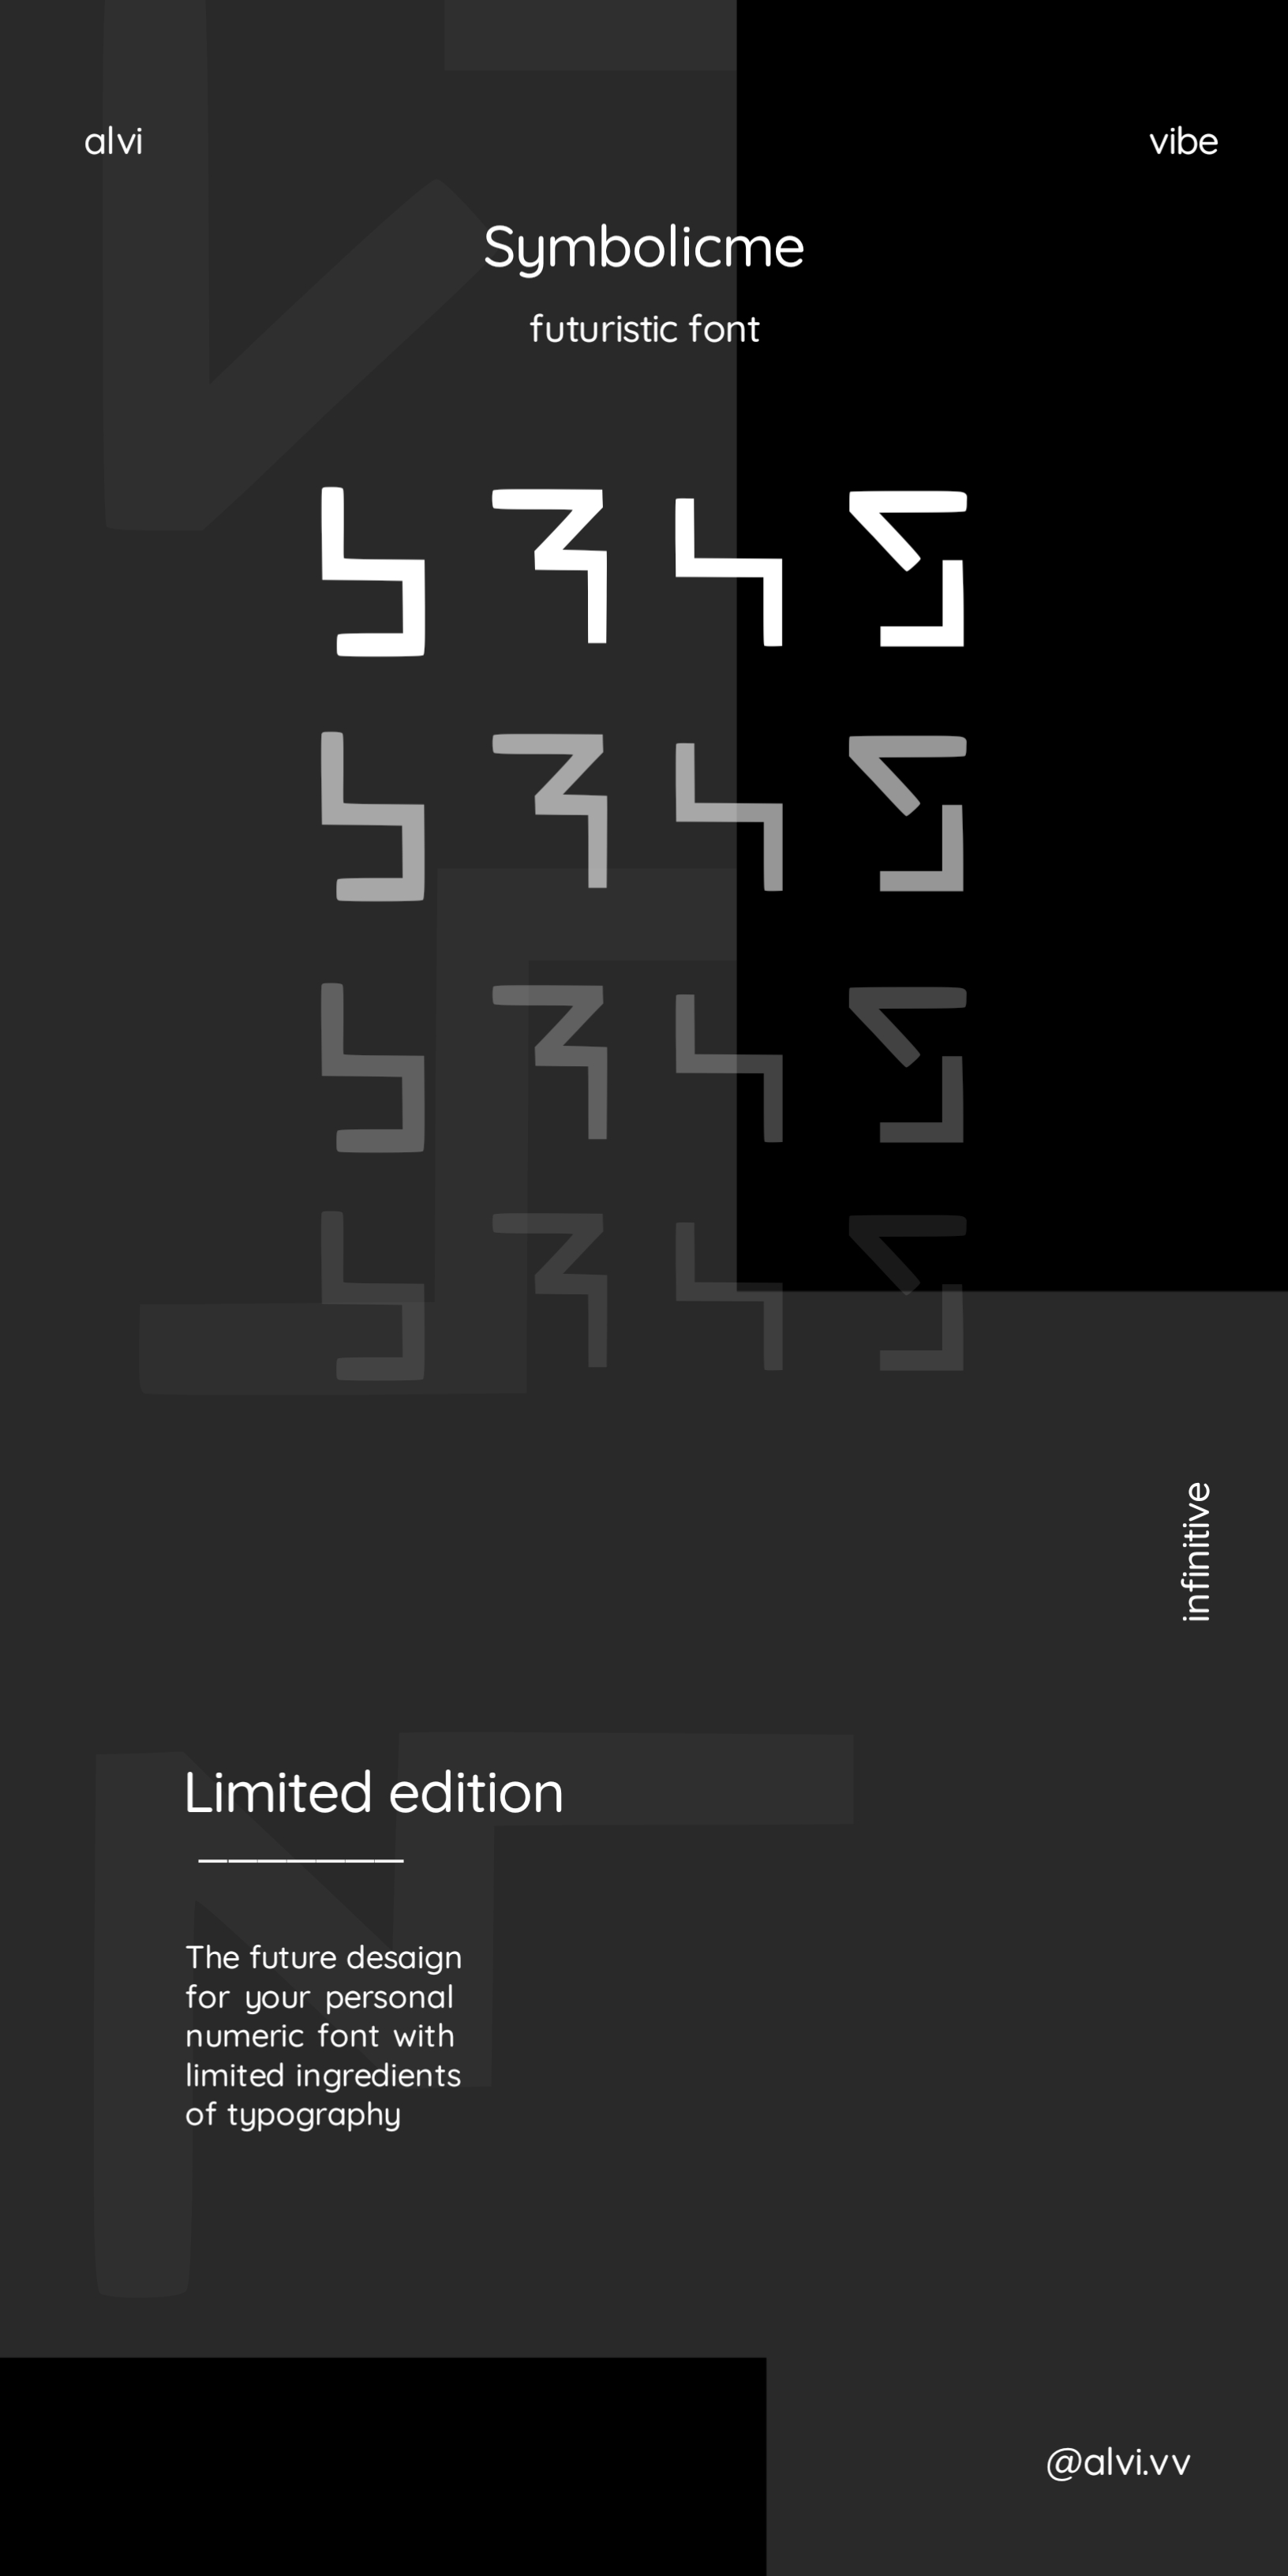 alvi
vibe
Symbolicme
futuristic font
infinitive
Limited edition
_______
The future desaign
for your personal
numeric font with
limited ingredients
of typography
@alvi.vv